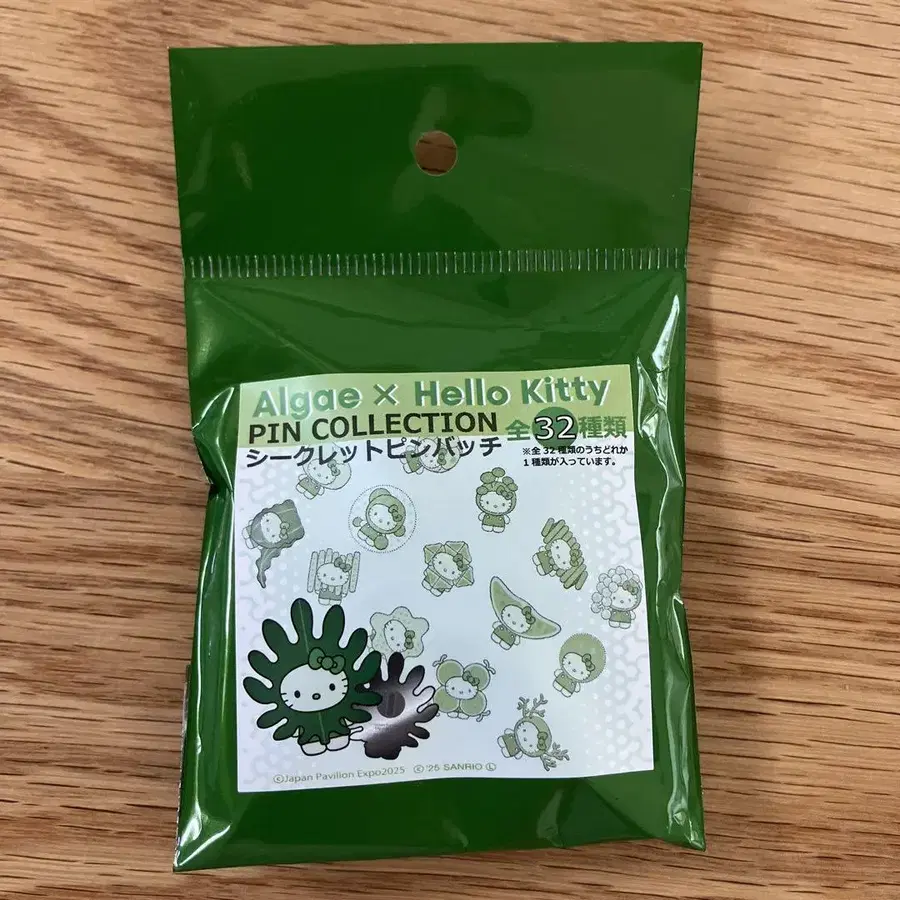 Algae × Hello Kitty
PIN COLLECTION
シークレットピンバッチ
全32種類
※全 32 種類のうちどれか
1 種類が入っています。
©Japan Pavilion Expo2025 © '25 SANRIO Ⓛ